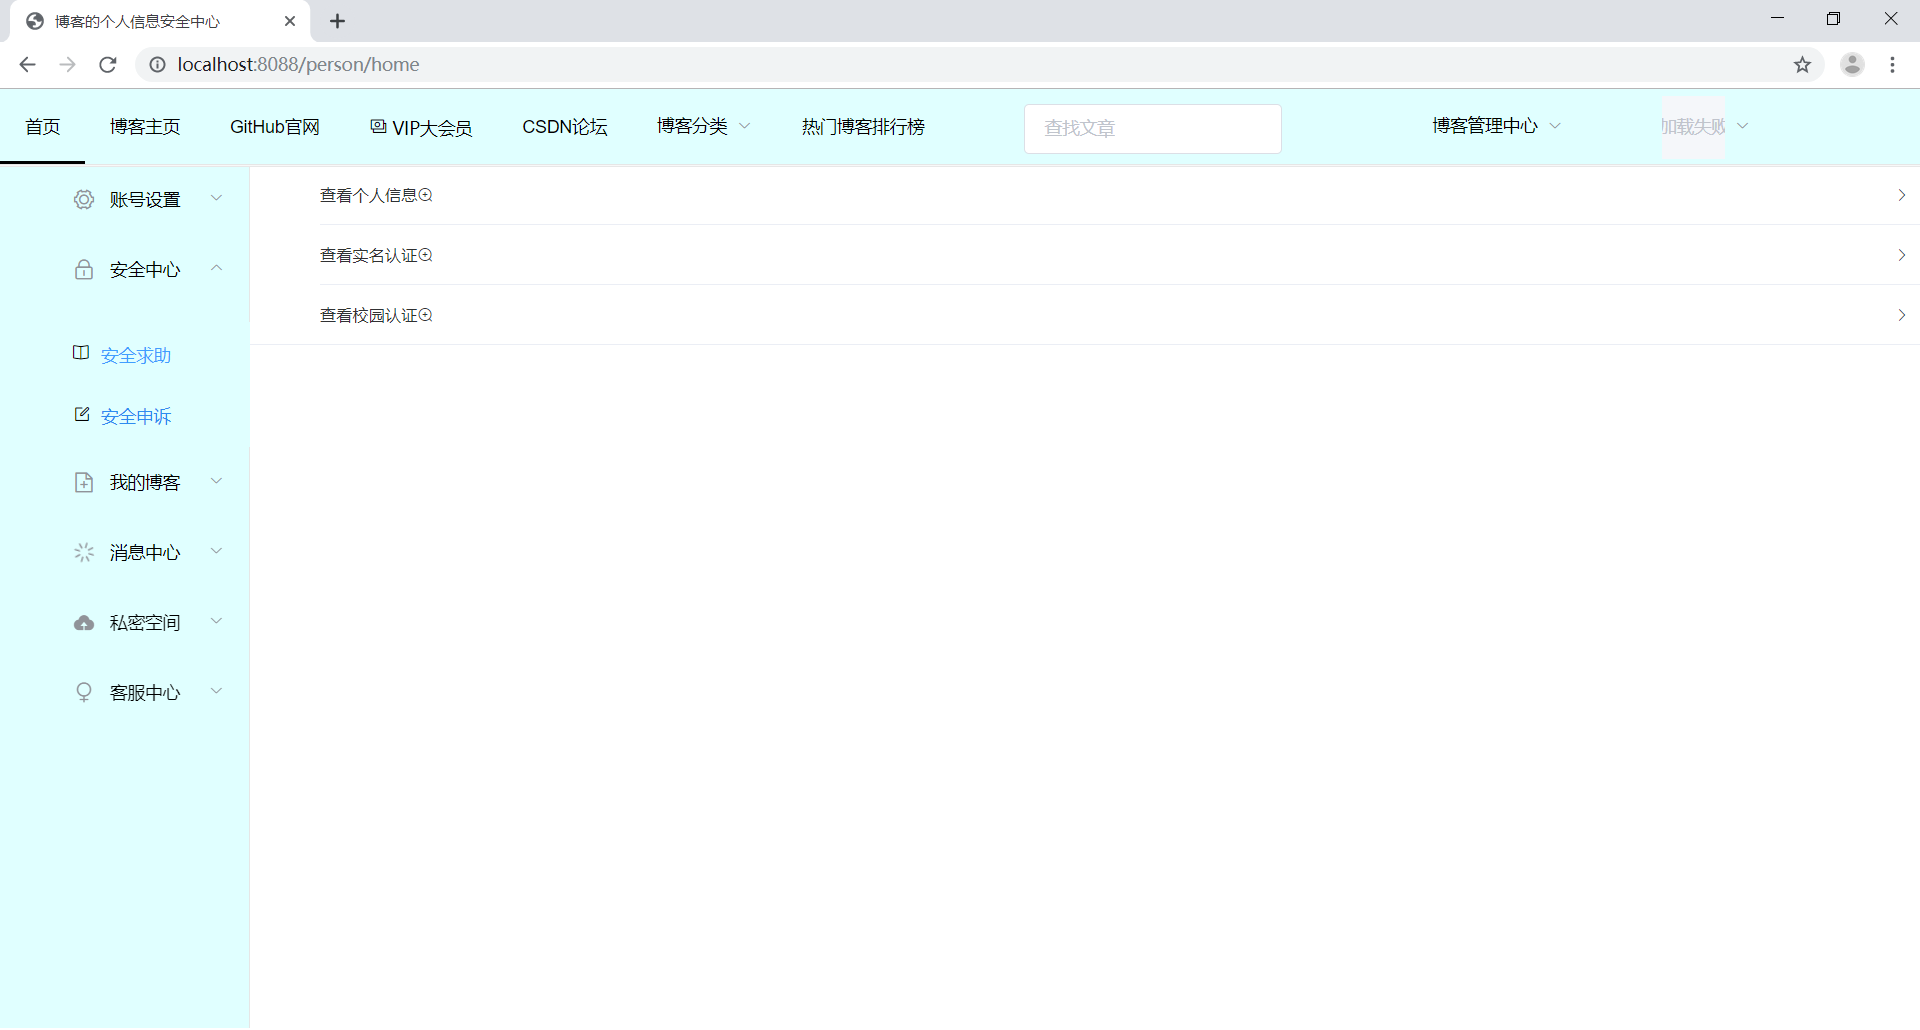 博客的个人信息安全中心
localhost:8088/person/home
首页 博客主页 GitHub官网 VIP大会员 CSDN论坛 博客分类 热门博客排行榜 查找文章 博客管理中心 加载失败
账号设置
安全中心
安全求助
安全申诉
我的博客
消息中心
私密空间
客服中心
查看个人信息
查看实名认证
查看校园认证